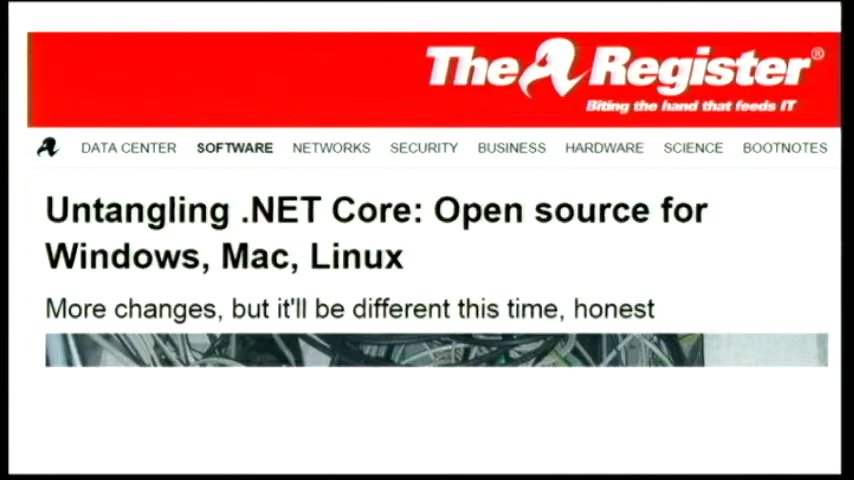 The Register®
Biting the hand that feeds IT
DATA CENTER SOFTWARE NETWORKS SECURITY BUSINESS HARDWARE SCIENCE BOOTNOTES
Untangling .NET Core: Open source for
Windows, Mac, Linux
More changes, but it'll be different this time, honest